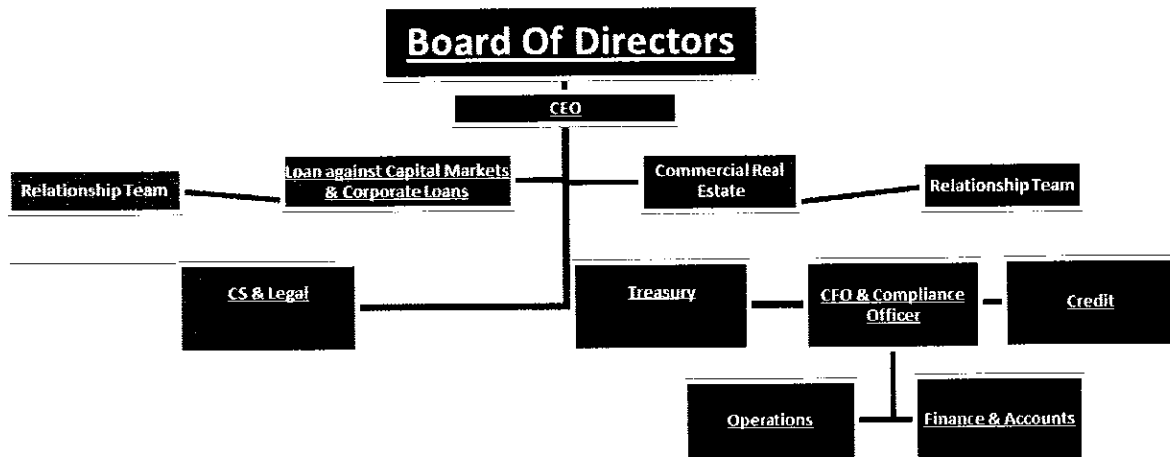 Board Of Directors
CEO
Relationship Team
Loan against Capital Markets
& Corporate Loans
Commercial Real
Estate
Relationship Team
CS & Legal
Treasury
CFO & Compliance
Officer
Credit
Operations
Finance & Accounts